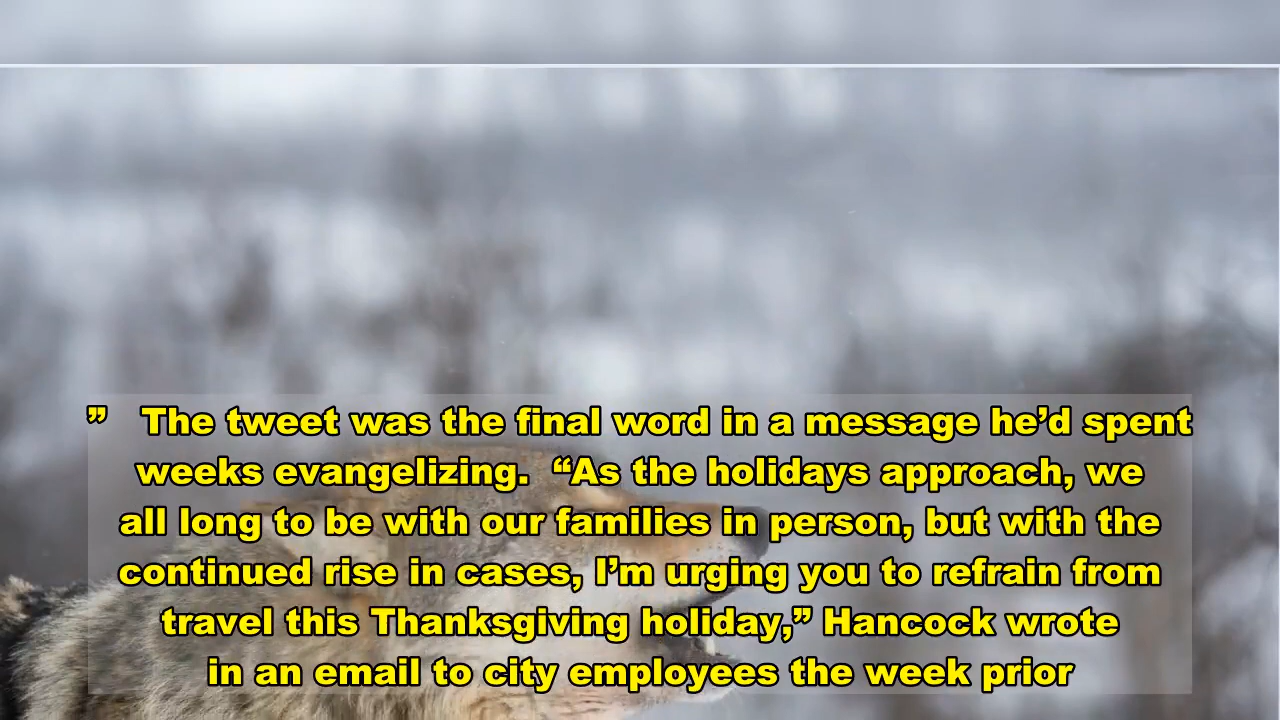 ”   The tweet was the final word in a message he’d spent
weeks evangelizing.  “As the holidays approach, we
all long to be with our families in person, but with the
continued rise in cases, I’m urging you to refrain from
travel this Thanksgiving holiday,” Hancock wrote
in an email to city employees the week prior